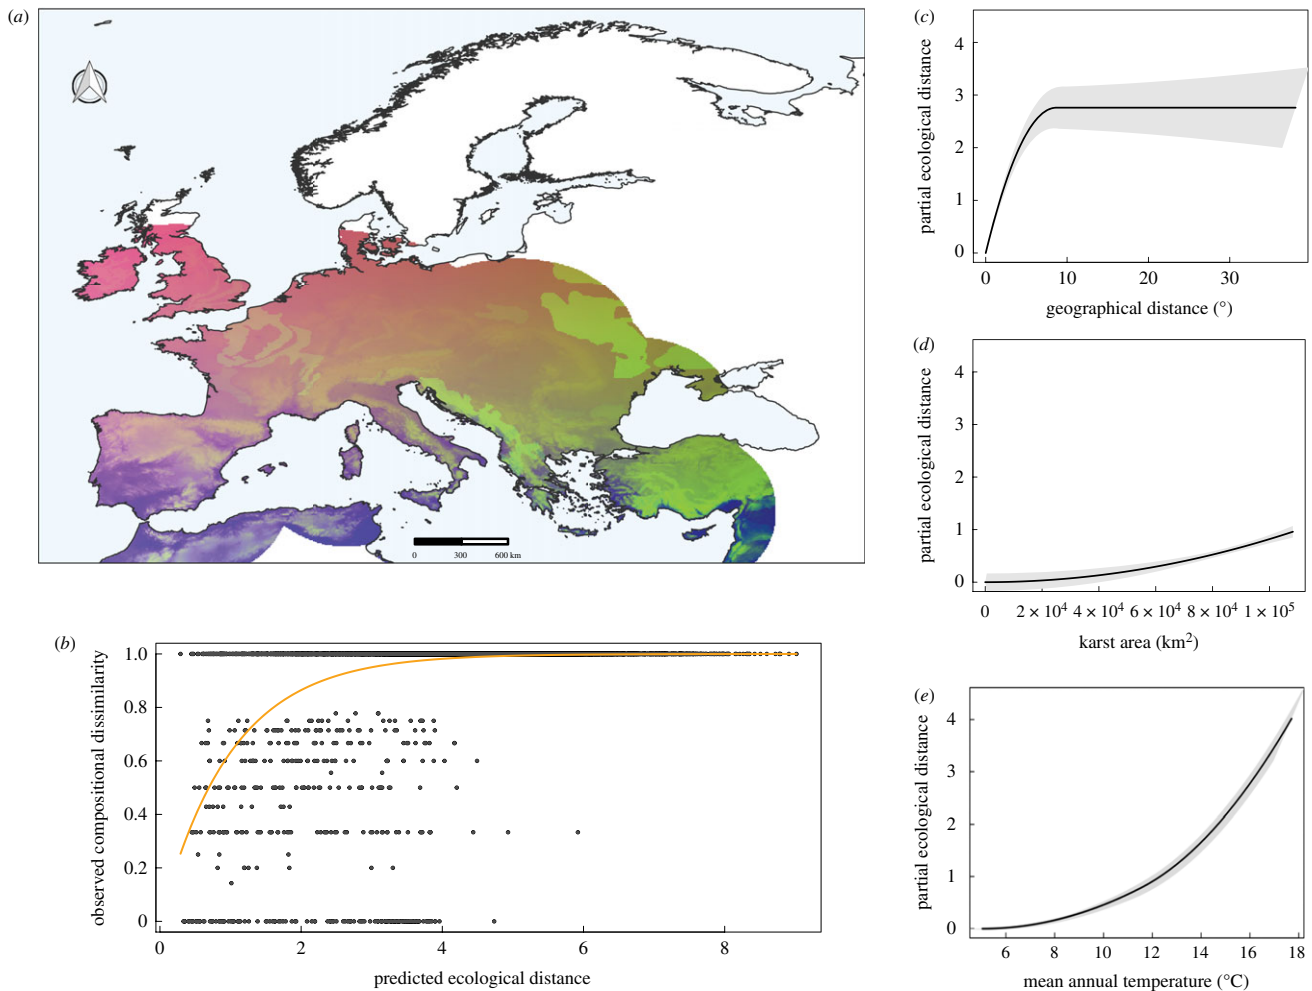 (a)
0 300 600 km
(b)
observed compositional dissimilarity
1.0
0.8
0.6
0.4
0.2
0
0 2 4 6 8
predicted ecological distance
(c)
partial ecological distance
4
3
2
1
0
0 10 20 30
geographical distance (°)
(d)
partial ecological distance
4
3
2
1
0
0 2 × 10⁴ 4 × 10⁴ 6 × 10⁴ 8 × 10⁴ 1 × 10⁵
karst area (km²)
(e)
partial ecological distance
4
3
2
1
0
6 8 10 12 14 16 18
mean annual temperature (°C)